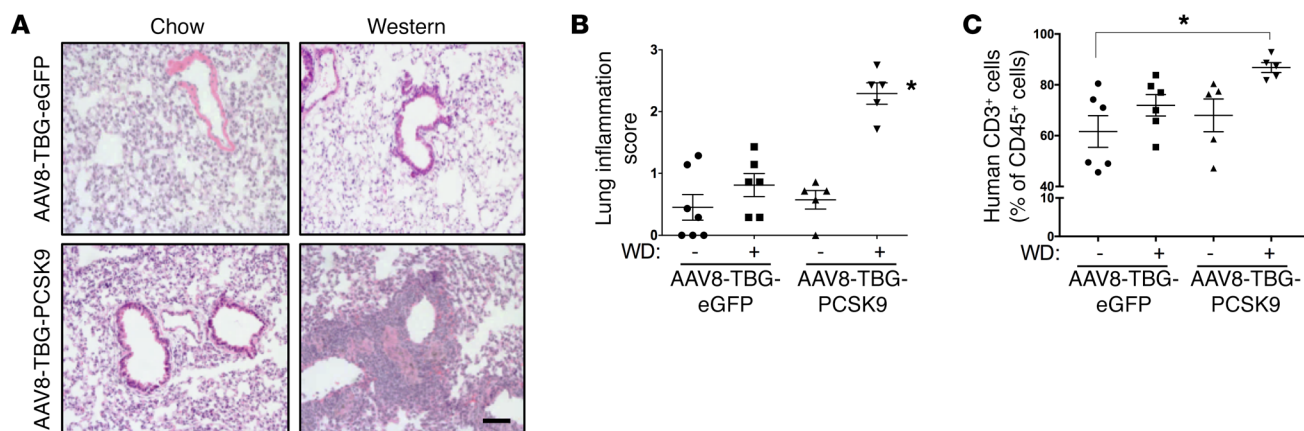 A
Chow
Western
AAV8-TBG-eGFP
AAV8-TBG-PCSK9
B
Lung inflammation
score
3
2
1
0
*
WD:
-
+
-
+
AAV8-TBG-
eGFP
AAV8-TBG-
PCSK9
C
Human CD3⁺ cells
(% of CD45⁺ cells)
100
80
60
40
10
0
*
WD:
-
+
-
+
AAV8-TBG-
eGFP
AAV8-TBG-
PCSK9